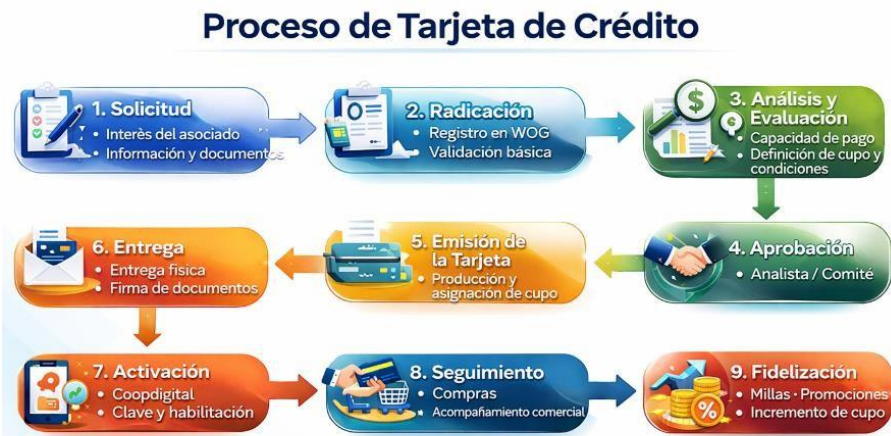 Proceso de Tarjeta de Crédito
1. Solicitud
• Interès del asociado
• Información y documentos
2. Radicación
• Registro en WOG
Validación básica
3. Análisis y
Evaluación
• Capacidad de pago
• Definición de cupo y
condiciones
4. Aprobación
• Analista / Comité
5. Emisión de
la Tarjeta
• Producción y
asignación de cupo
6. Entrega
• Entrega fisica
• Firma de documentos
7. Activación
• Coopdigital
• Clave y habilitación
8. Seguimiento
• Compras
• Acompañamiento comercial
9. Fidelización
• Millas · Promociones
• Incremento de cupo